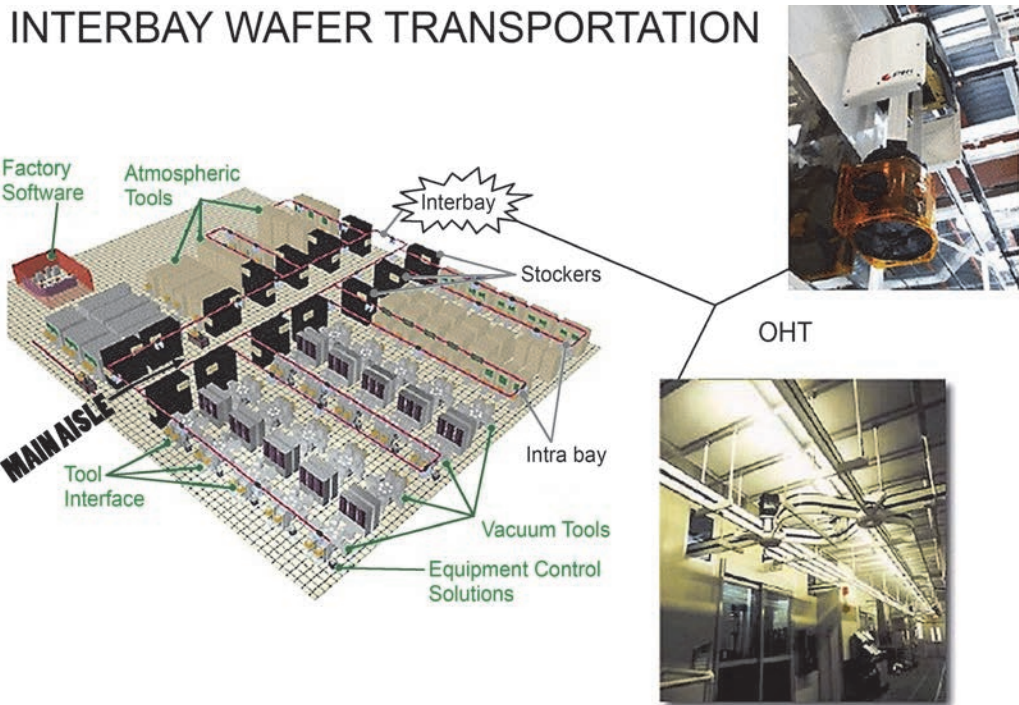 INTERBAY WAFER TRANSPORTATION
Factory
Software
Atmospheric
Tools
Interbay
Stockers
OHT
MAIN AISLE
Intra bay
Tool
Interface
Vacuum Tools
Equipment Control
Solutions